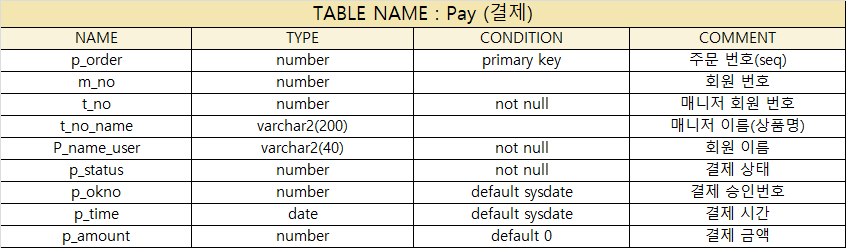 TABLE NAME : Pay (결제)
NAME TYPE CONDITION COMMENT
p_order number primary key 주문 번호(seq)
m_no number 회원 번호
t_no number not null 매니저 회원 번호
t_no_name varchar2(200) 매니저 이름(상품명)
P_name_user varchar2(40) not null 회원 이름
p_status number not null 결제 상태
p_okno number default sysdate 결제 승인번호
p_time date default sysdate 결제 시간
p_amount number default 0 결제 금액